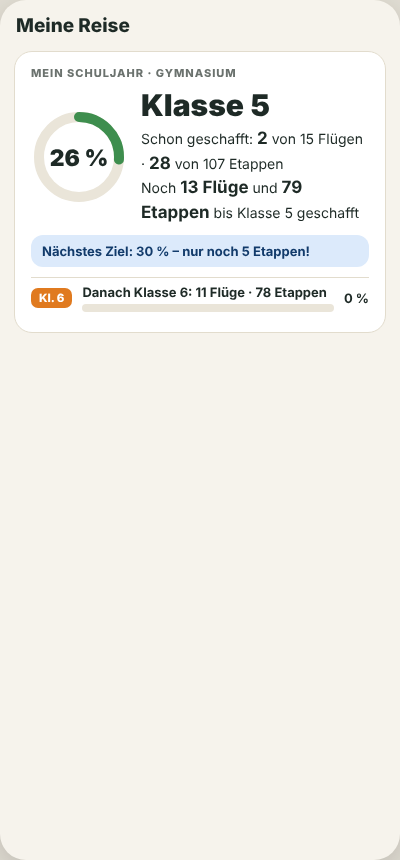 Meine Reise
MEIN SCHULJAHR · GYMNASIUM
26 %
Klasse 5
Schon geschafft: 2 von 15 Flügen
· 28 von 107 Etappen
Noch 13 Flüge und 79
Etappen bis Klasse 5 geschafft
Nächstes Ziel: 30 % – nur noch 5 Etappen!
Kl. 6
Danach Klasse 6: 11 Flüge · 78 Etappen
0 %